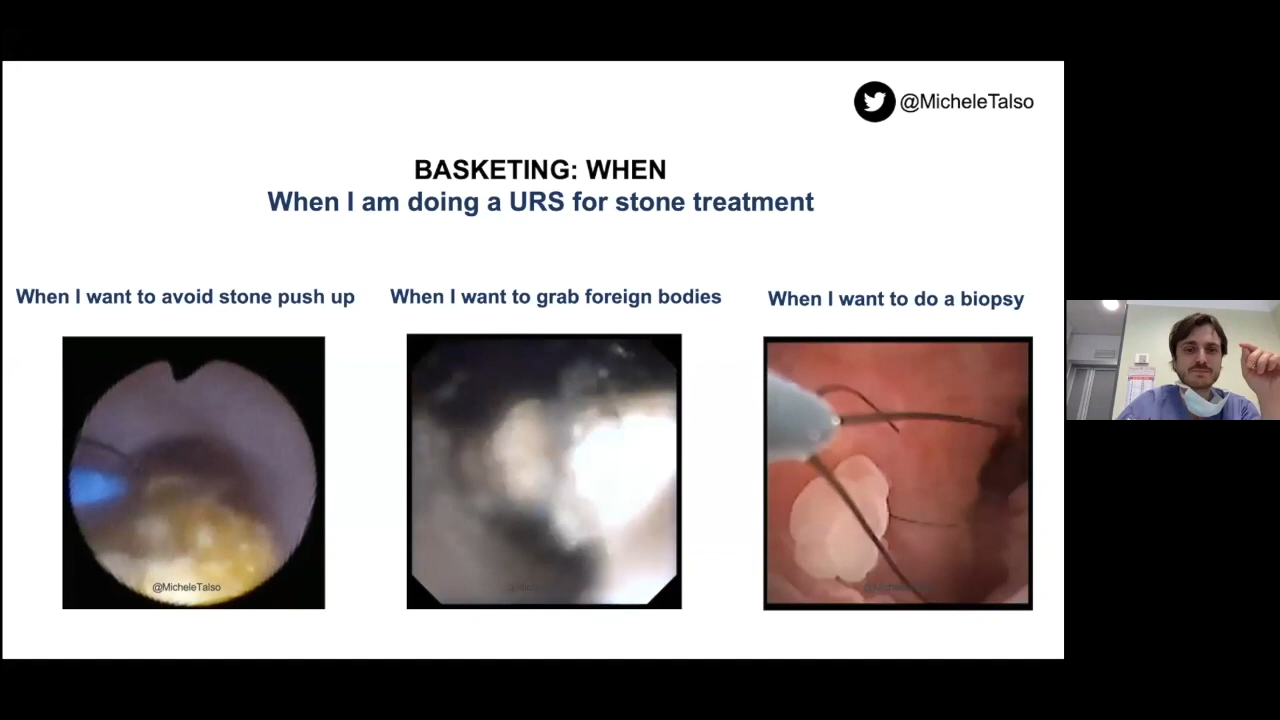 @MicheleTalso
BASKETING: WHEN
When I am doing a URS for stone treatment
When I want to avoid stone push up
When I want to grab foreign bodies
When I want to do a biopsy
@MicheleTalso